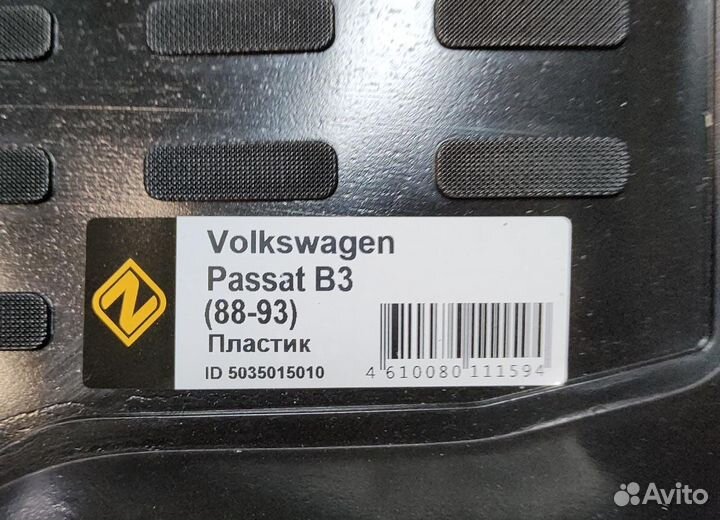 Volkswagen
Passat B3
(88-93)
Пластик
ID 5035015010
4 610080 111594
Avito